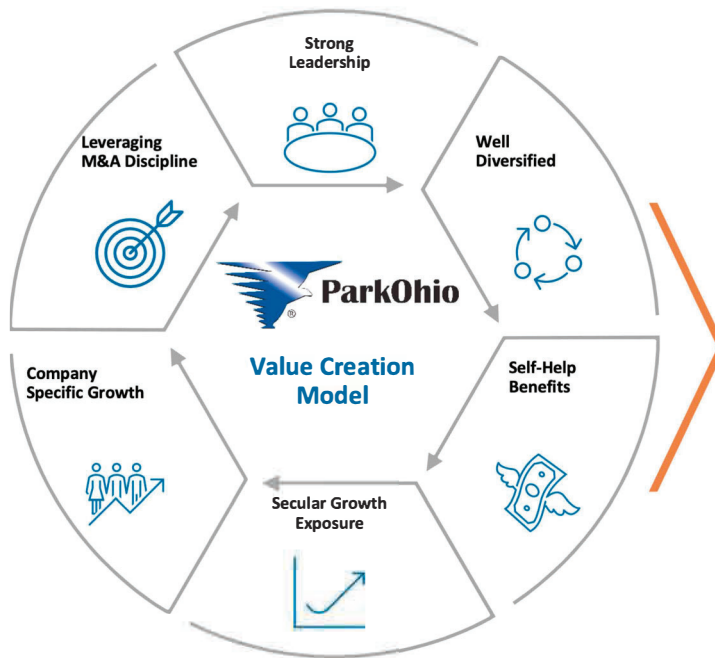 Strong
Leadership
Well
Diversified
Self-Help
Benefits
Secular Growth
Exposure
Company
Specific Growth
Leveraging
M&A Discipline
®
ParkOhio
Value Creation
Model